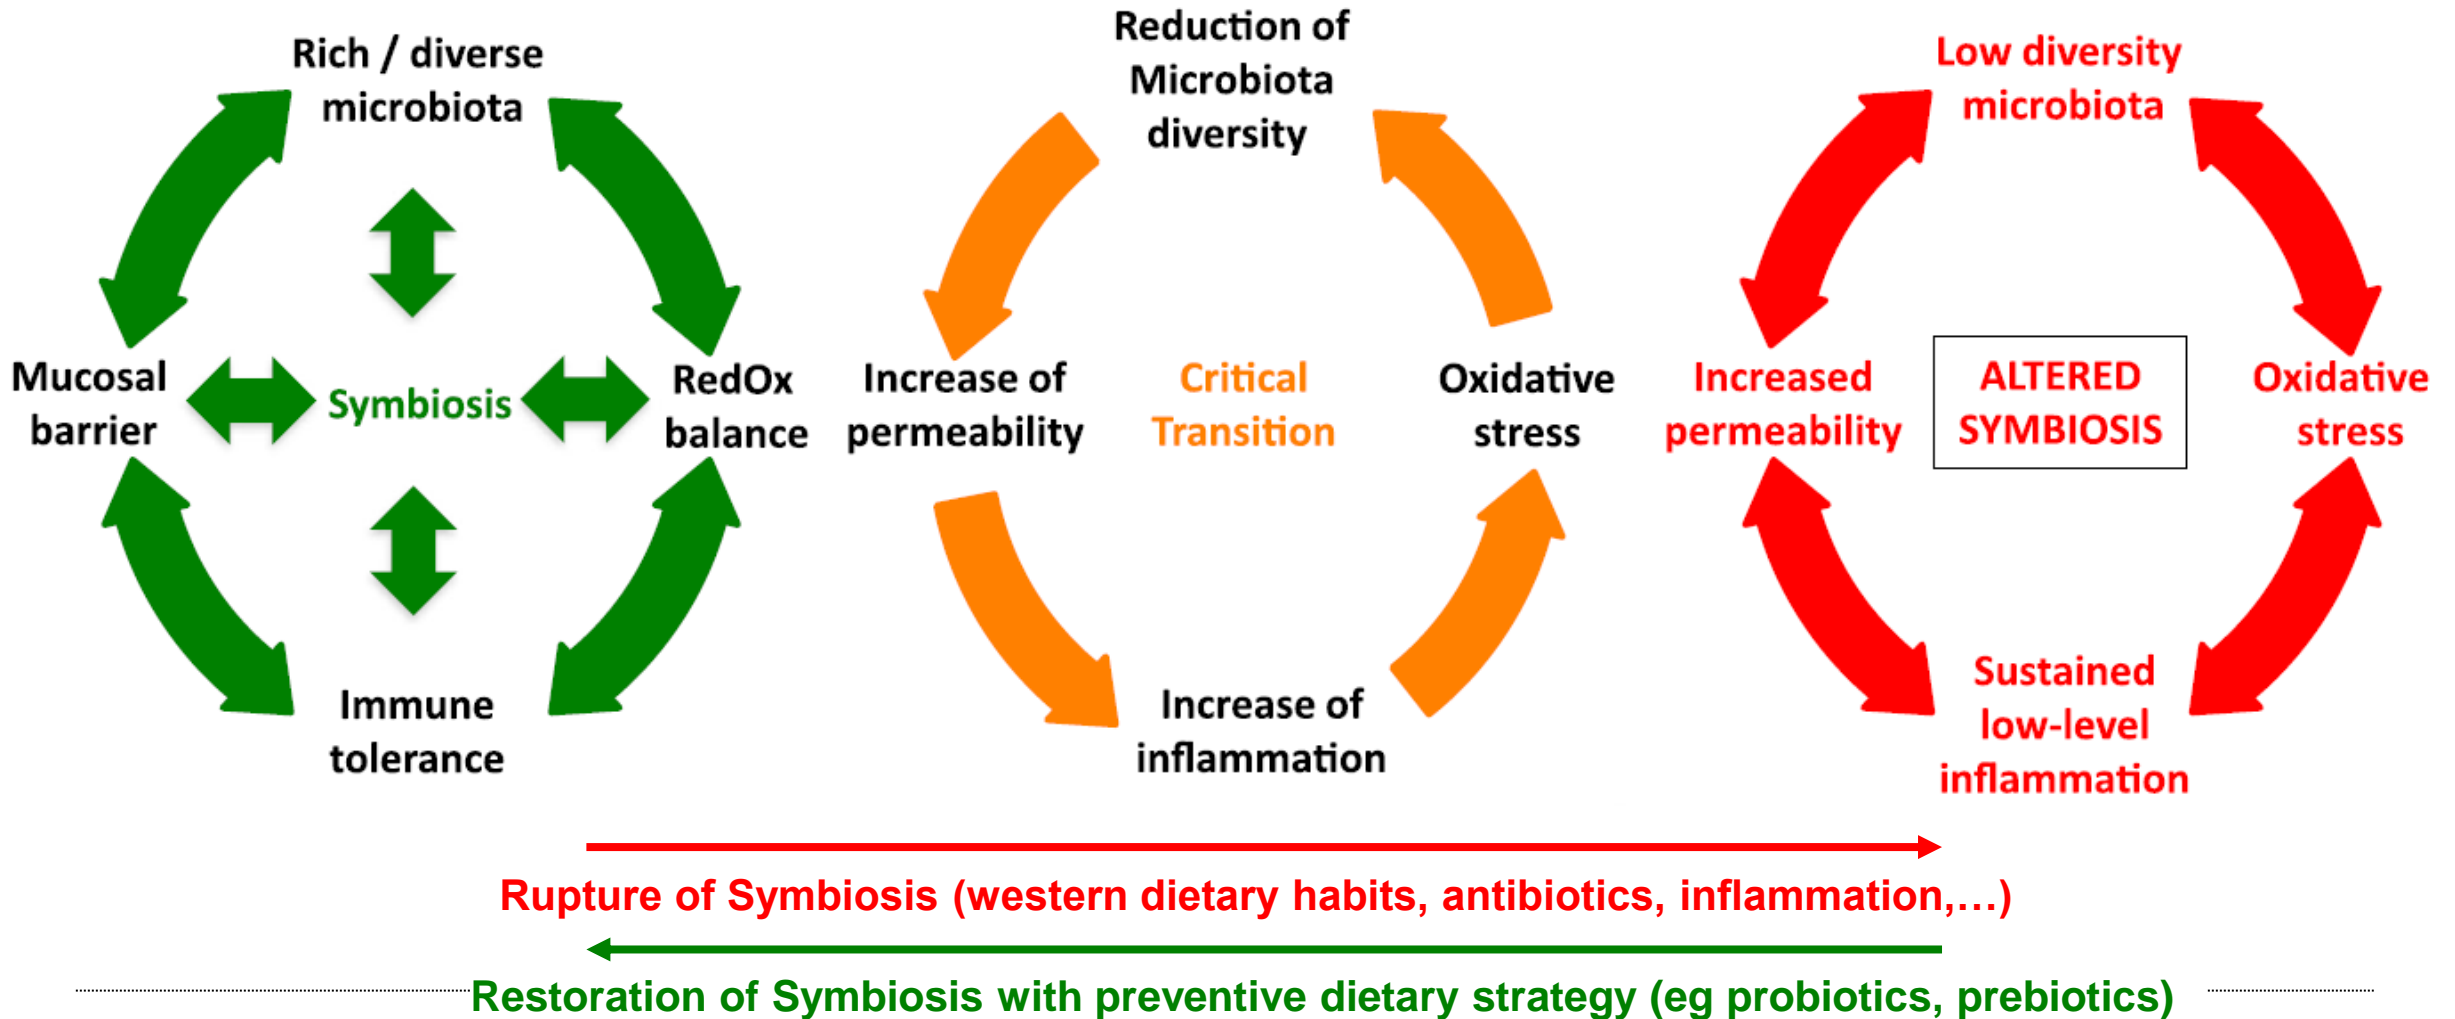 Rich / diverse
microbiota
Mucosal
barrier
Symbiosis
RedOx
balance
Immune
tolerance
Reduction of
Microbiota
diversity
Increase of
permeability
Critical
Transition
Oxidative
stress
Increase of
inflammation
Low diversity
microbiota
Increased
permeability
ALTERED
SYMBIOSIS
Oxidative
stress
Sustained
low-level
inflammation
Rupture of Symbiosis (western dietary habits, antibiotics, inflammation,...)
Restoration of Symbiosis with preventive dietary strategy (eg probiotics, prebiotics)